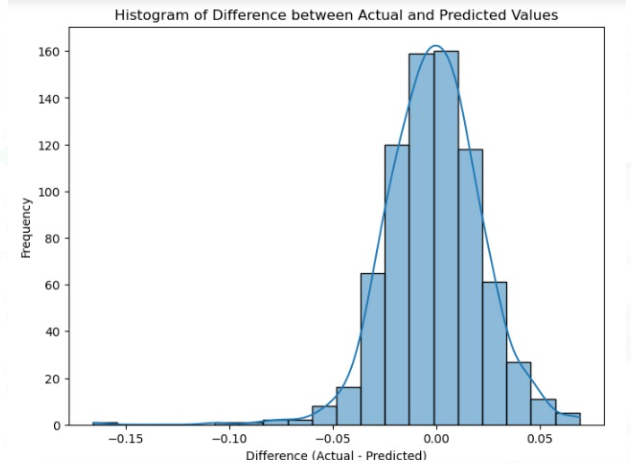 Histogram of Difference between Actual and Predicted Values
160
140
120
100
80
60
40
20
0
Frequency
−0.15 −0.10 −0.05 0.00 0.05
Difference (Actual - Predicted)